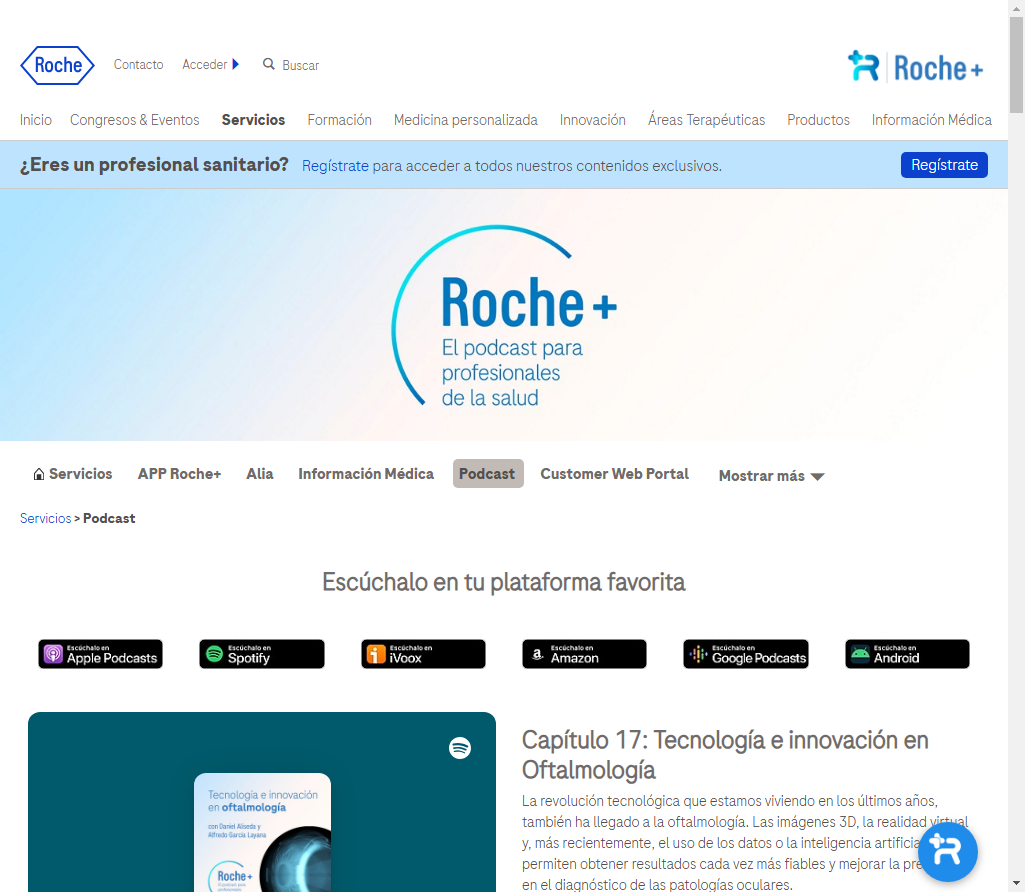 Roche
Contacto
Acceder
Buscar
Roche+
Inicio
Congresos & Eventos
Servicios
Formación
Medicina personalizada
Innovación
Áreas Terapéuticas
Productos
Información Médica
¿Eres un profesional sanitario? Regístrate para acceder a todos nuestros contenidos exclusivos.
Regístrate
Roche+
El podcast para
profesionales
de la salud
Servicios
APP Roche+
Alia
Información Médica
Podcast
Customer Web Portal
Mostrar más
Servicios > Podcast
Escúchalo en tu plataforma favorita
Escúchalo en
Apple Podcasts
Escúchalo en
Spotify
Escúchalo en
iVoox
Escúchalo en
Amazon
Escúchalo en
Google Podcasts
Escúchalo en
Android
Tecnología e innovación
en oftalmología
con Daniel Aliseda y
Alfredo García Layana
Roche+
El podcast para
profesionales
Capítulo 17: Tecnología e innovación en
Oftalmología
La revolución tecnológica que estamos viviendo en los últimos años,
también ha llegado a la oftalmología. Las imágenes 3D, la realidad virtual
y, más recientemente, el uso de los datos o la inteligencia artificia
permiten obtener resultados cada vez más fiables y mejorar la pre
en el diagnóstico de las patologías oculares.